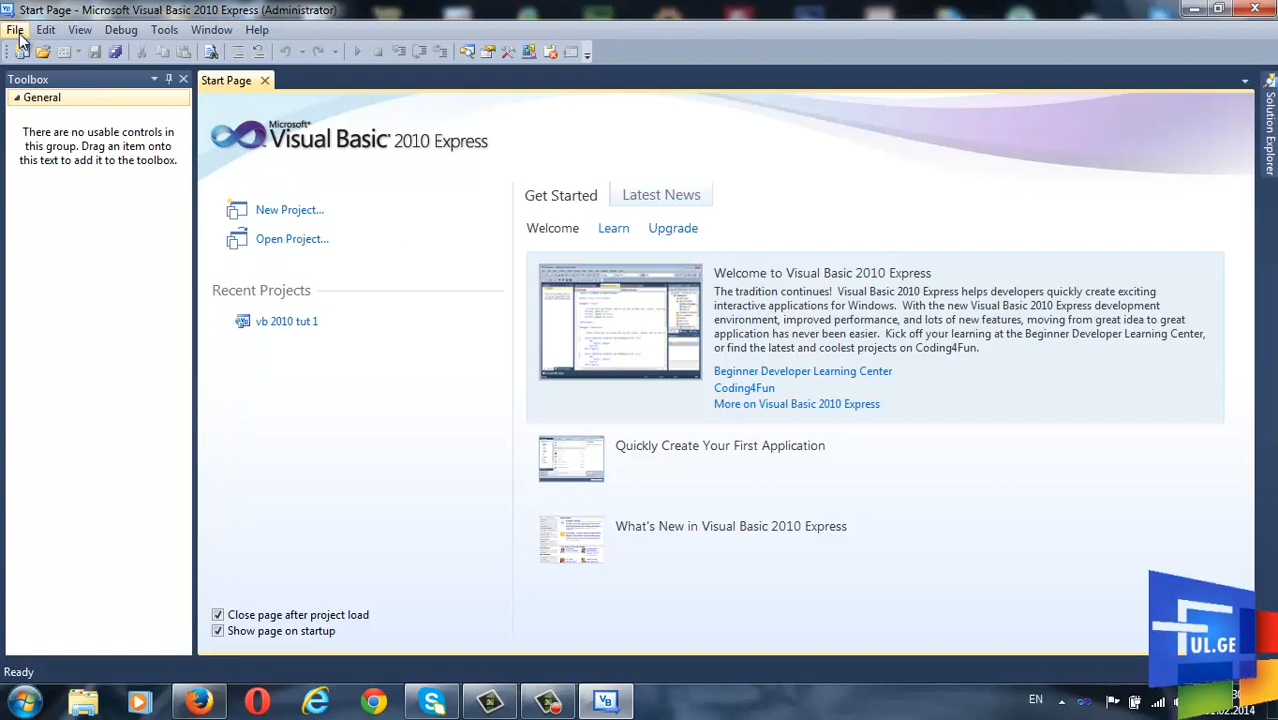 Start Page - Microsoft Visual Basic 2010 Express (Administrator)
File Edit View Debug Tools Window Help
Toolbox
Start Page
General
There are no usable controls in
this group. Drag an item onto
this text to add it to the toolbox.
Solution Explorer
Microsoft®
Visual Basic® 2010 Express
New Project...
Open Project...
Recent Projects
vb 2010 tut 1
Get Started
Latest News
Welcome Learn Upgrade
Welcome to Visual Basic 2010 Express
The tradition continues! Visual Basic 2010 Express helps developers quickly create exciting
interactive applications for Windows. With the new Visual Basic 2010 Express development
environment, improved performance, and lots of new features, moving from great idea to great
application has never been easier. Kick off your learning at the Beginner Developer Learning Center,
or find the latest and coolest projects on Coding4Fun.
Beginner Developer Learning Center
Coding4Fun
More on Visual Basic 2010 Express
Quickly Create Your First Application
What's New in Visual Basic 2010 Express
Close page after project load
Show page on startup
Ready
VB
EN
.02.2014
UL.GE